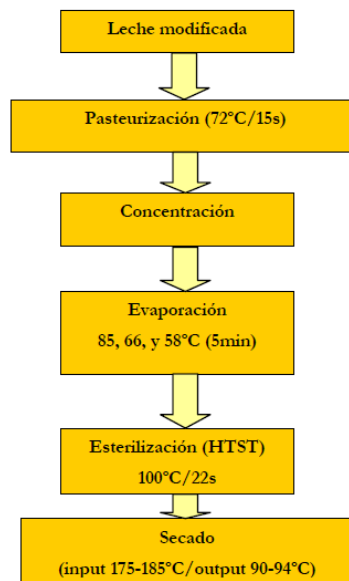 Leche modificada
Pasteurización (72°C/15s)
Concentración
Evaporación
85, 66, y 58°C (5min)
Esterilización (HTST)
100°C/22s
Secado
(input 175-185°C/output 90-94°C)